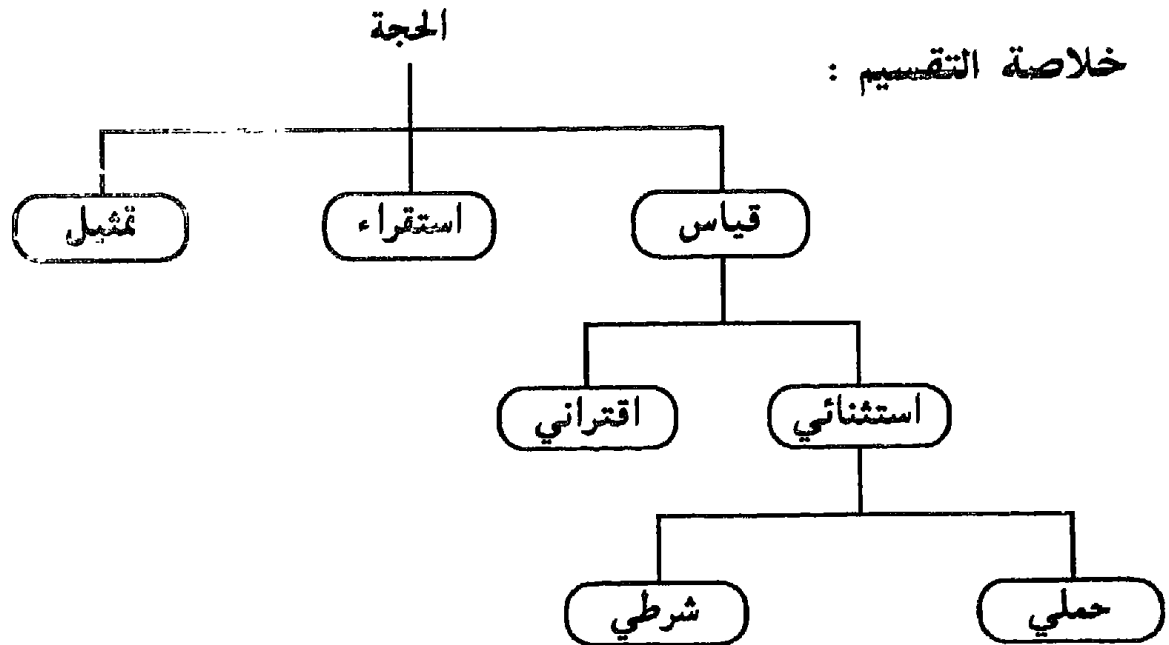 الحجة
خلاصة التقسيم :
قياس
استقراء
تمثيل
استثنائي
اقتراني
حملي
شرطي